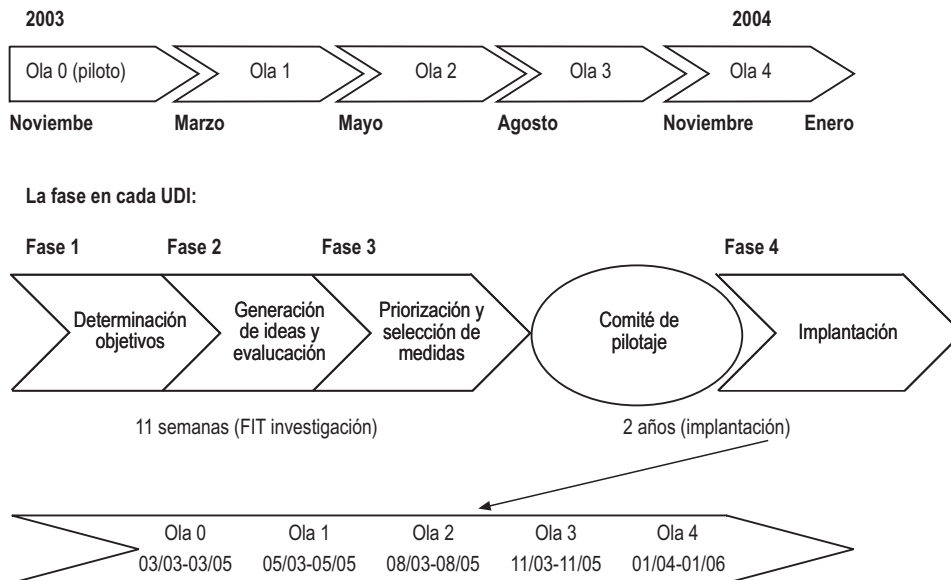 2003 2004
Ola 0 (piloto) Ola 1 Ola 2 Ola 3 Ola 4
Noviembe Marzo Mayo Agosto Noviembre Enero
La fase en cada UDI:
Fase 1 Fase 2 Fase 3 Fase 4
Determinación
objetivos
Generación
de ideas y
evalucación
Priorización y
selección de
medidas
Comité de
pilotaje
Implantación
11 semanas (FIT investigación) 2 años (implantación)
Ola 0 Ola 1 Ola 2 Ola 3 Ola 4
03/03-03/05 05/03-05/05 08/03-08/05 11/03-11/05 01/04-01/06